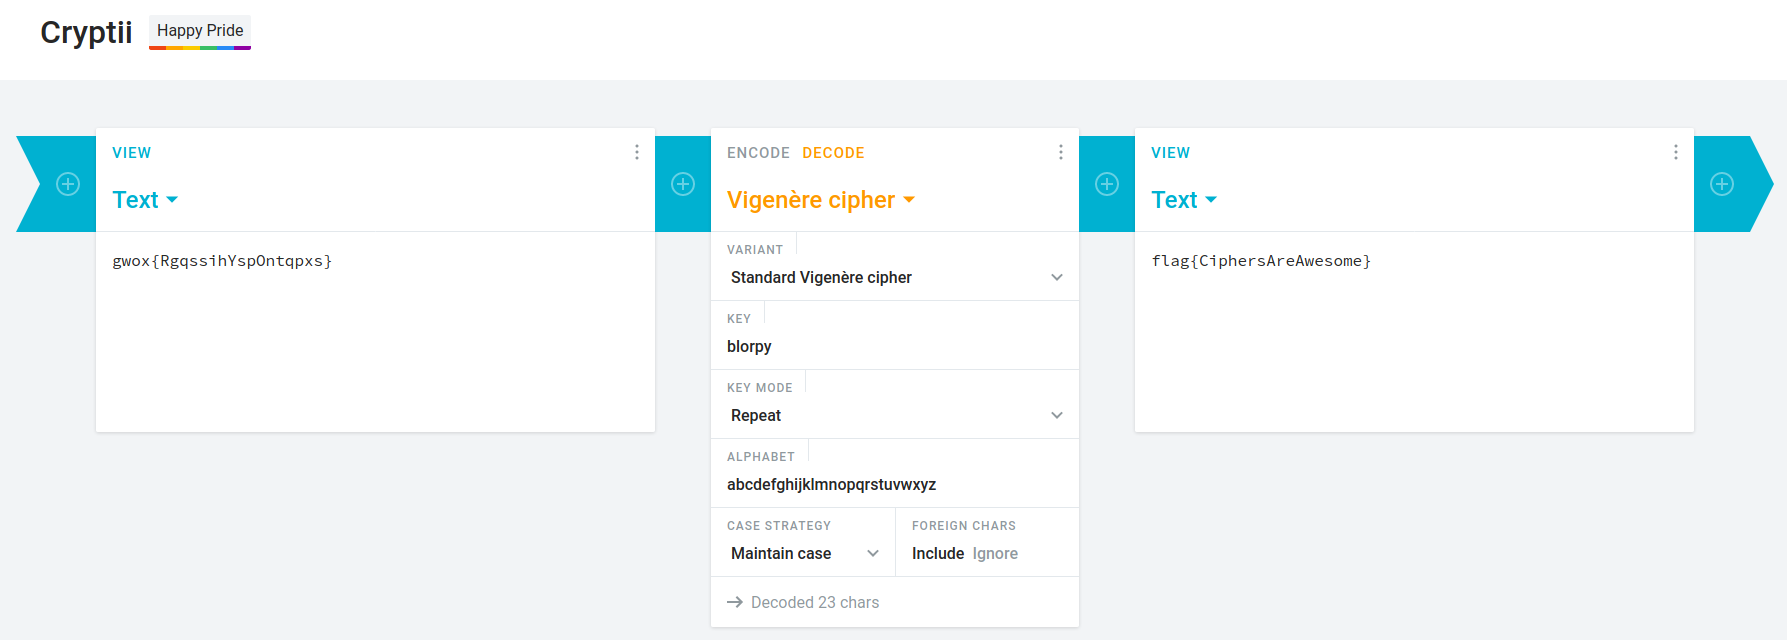 Cryptii
Happy Pride
VIEW
Text
gwox{RgqssihYspOntqpxs}
ENCODE DECODE
Vigenère cipher
VARIANT
Standard Vigenère cipher
KEY
blorpy
KEY MODE
Repeat
ALPHABET
abcdefghijklmnopqrstuvwxyz
CASE STRATEGY
Maintain case
FOREIGN CHARS
Include Ignore
Decoded 23 chars
VIEW
Text
flag{CiphersAreAwesome}